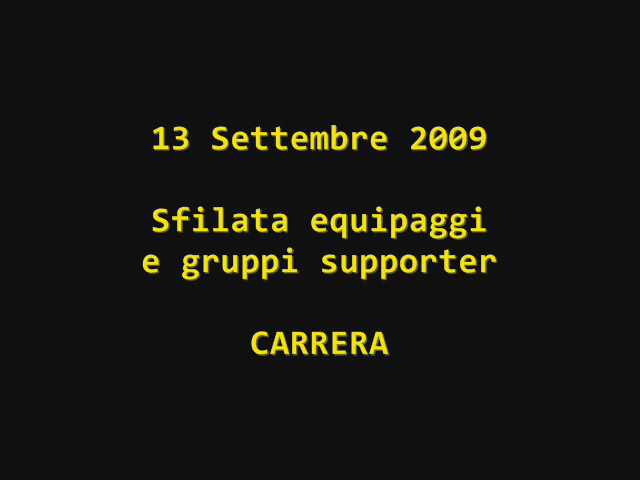 13 Settembre 2009
Sfilata equipaggi
e gruppi supporter
CARRERA